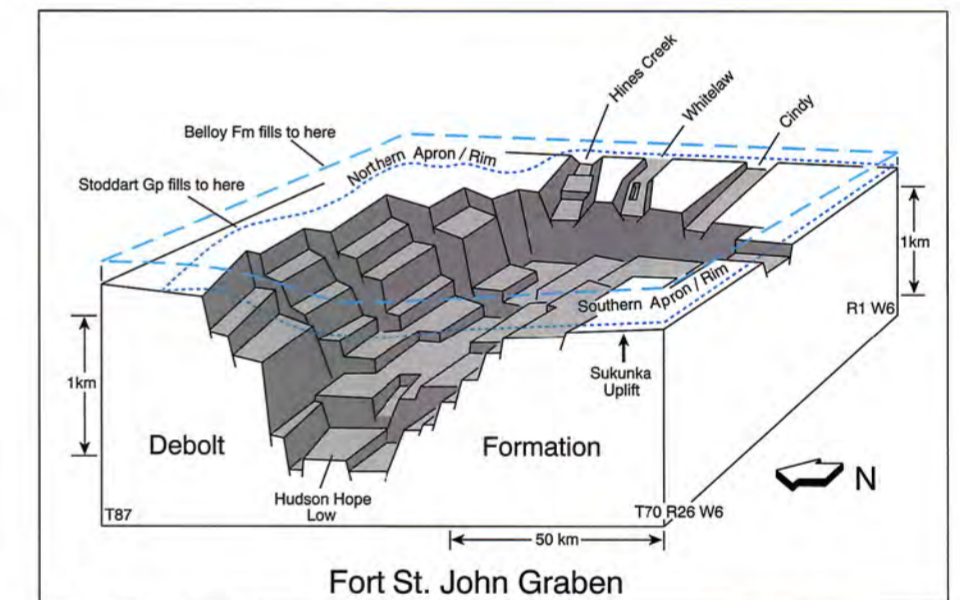 Hines Creek
Whitelaw
Cindy
Belloy Fm fills to here
Northern Apron / Rim
Stoddart Gp fills to here
1km
Southern Apron / Rim
R1 W6
1km
Sukunka
Uplift
Debolt
Formation
N
Hudson Hope
Low
T87
T70 R26 W6
50 km
Fort St. John Graben